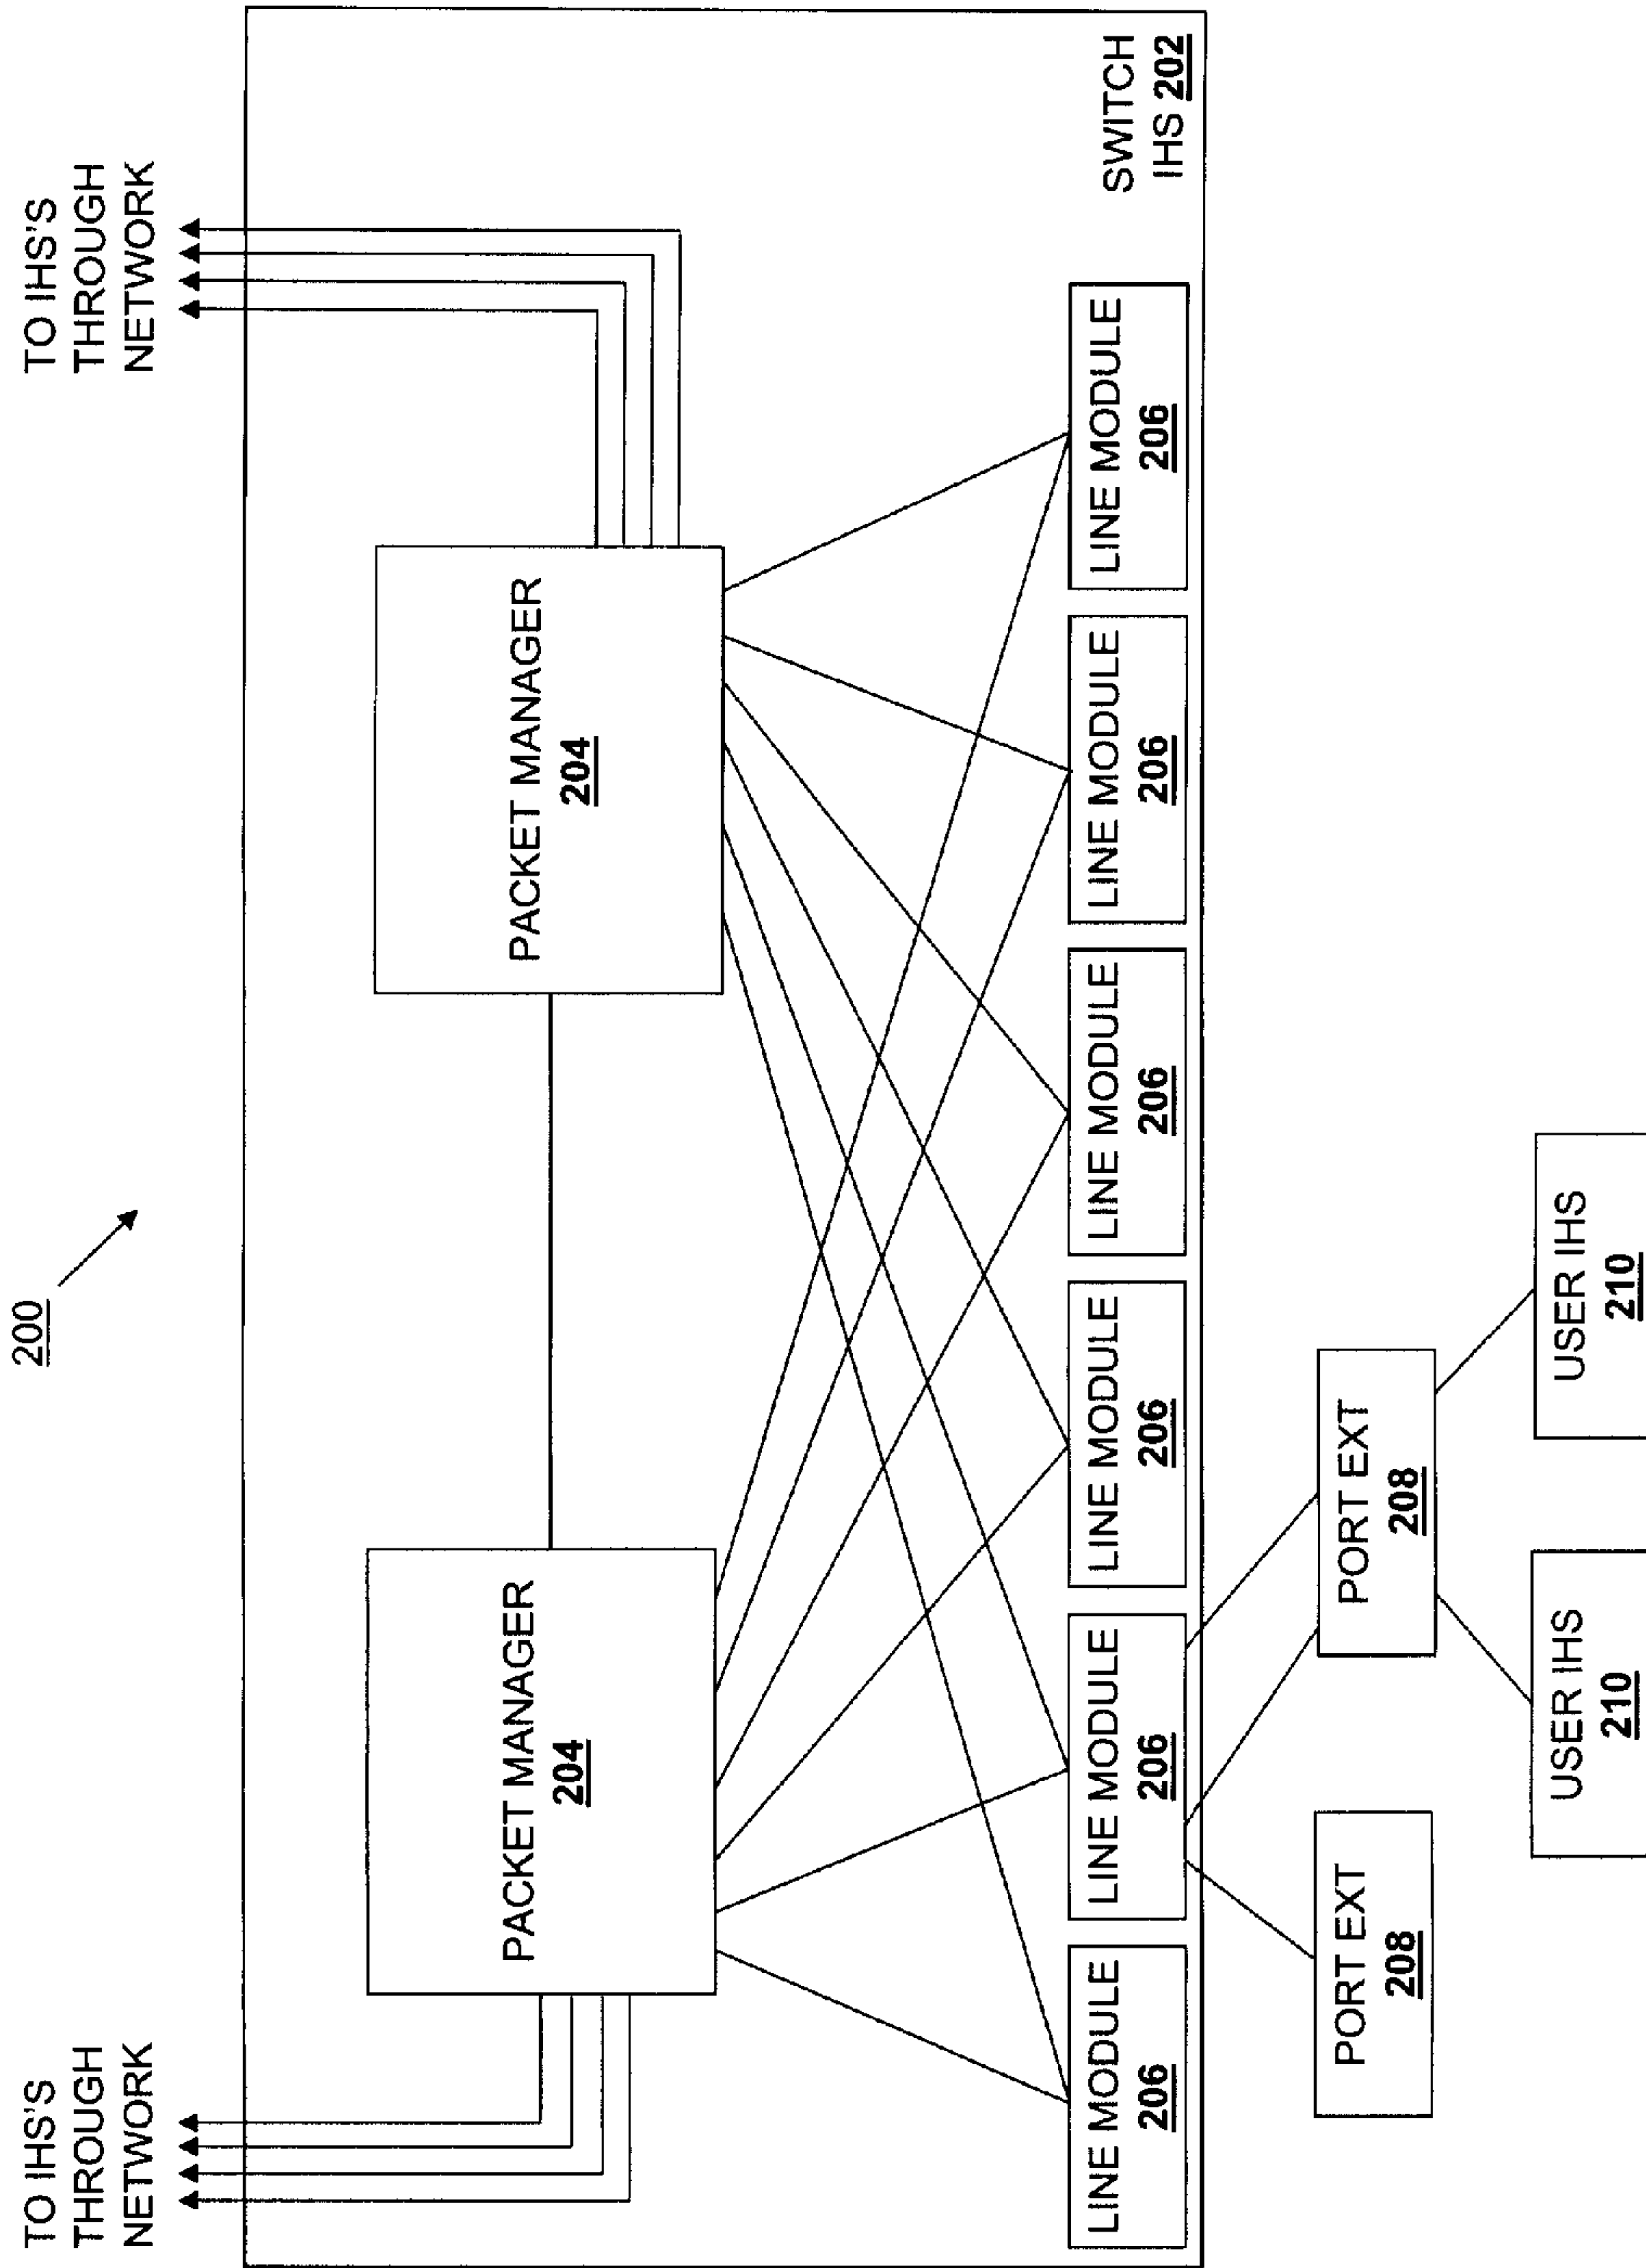 200
TO IHS'S
THROUGH
NETWORK
TO IHS'S
THROUGH
NETWORK
PACKET MANAGER
204
PACKET MANAGER
204
LINE MODULE
206
LINE MODULE
206
LINE MODULE
206
LINE MODULE
206
LINE MODULE
206
LINE MODULE
206
SWITCH
IHS 202
PORT EXT
208
PORT EXT
208
USER IHS
210
USER IHS
210